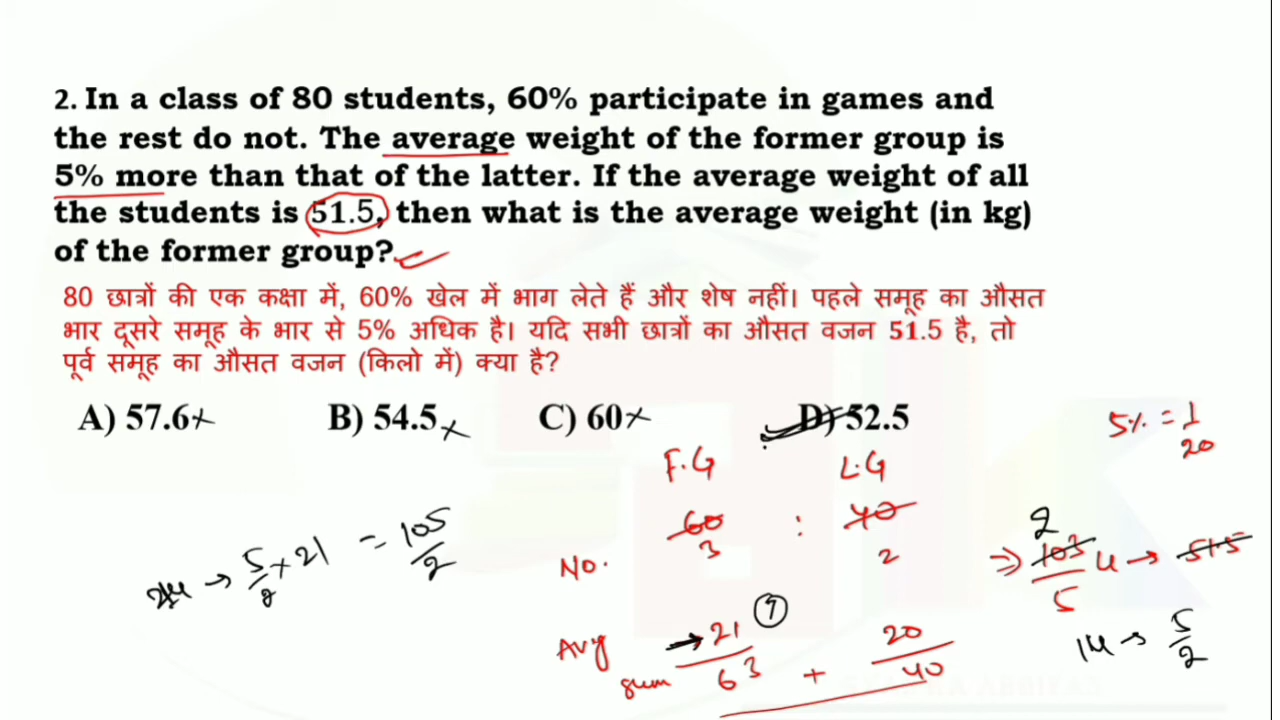 2. In a class of 80 students, 60% participate in games and
the rest do not. The average weight of the former group is
5% more than that of the latter. If the average weight of all
the students is 51.5, then what is the average weight (in kg)
of the former group?
80 छात्रों की एक कक्षा में, 60% खेल में भाग लेते हैं और शेष नहीं। पहले समूह का औसत
भार दूसरे समूह के भार से 5% अधिक है। यदि सभी छात्रों का औसत वजन 51.5 है, तो
पूर्व समूह का औसत वजन (किलो में) क्या है?
A) 57.6 B) 54.5 C) 60 D) 52.5
5% = 1/20
F.G L.G
60 : 40
No. 3 2
Avg 21 20
sum 63 + 40
⇒ 103/5 u → 51.5
2
1u → 5/2
21u → 5/2 × 21 = 105/2